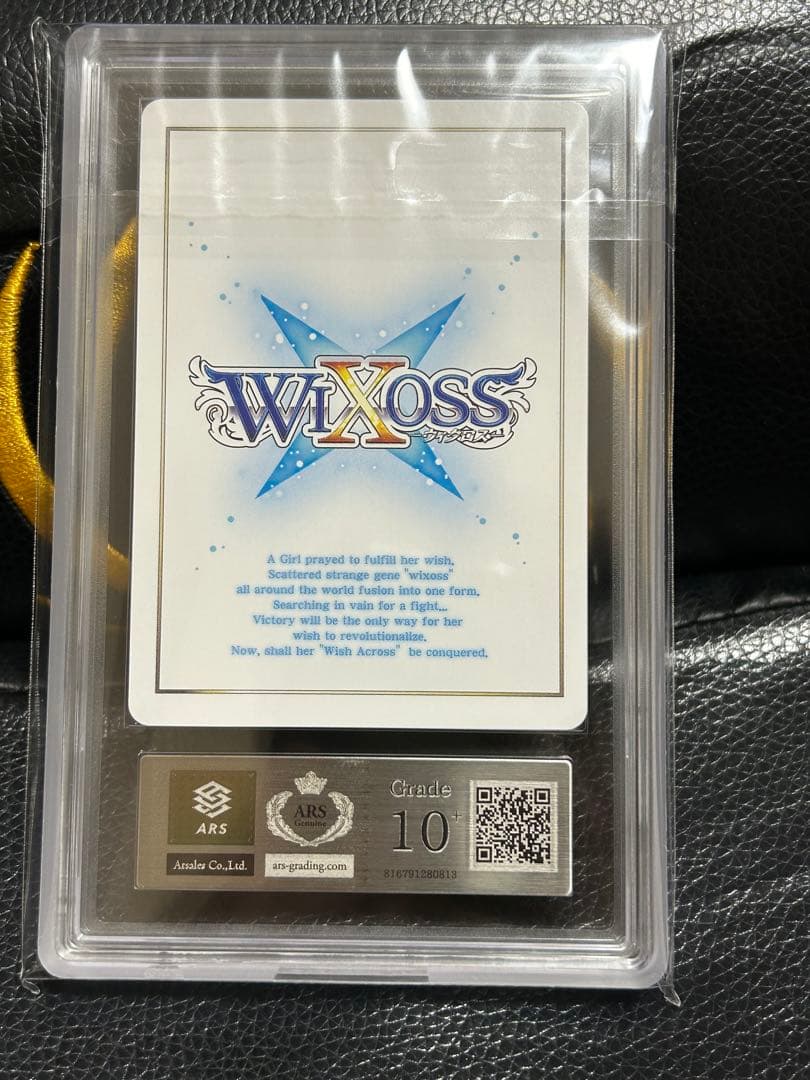 WIXOSS
ーウィクロスー
A Girl prayed to fulfill her wish.
Scattered strange gene "wixoss"
all around the world fusion into one form.
Searching in vain for a fight...
Victory will be the only way for her
wish to revolutionalize.
Now, shall her "Wish Across" be conquered.
ARS
Arsales Co.,Ltd.
ARS
Genuine
ars-grading.com
Grade
10+
816791280813